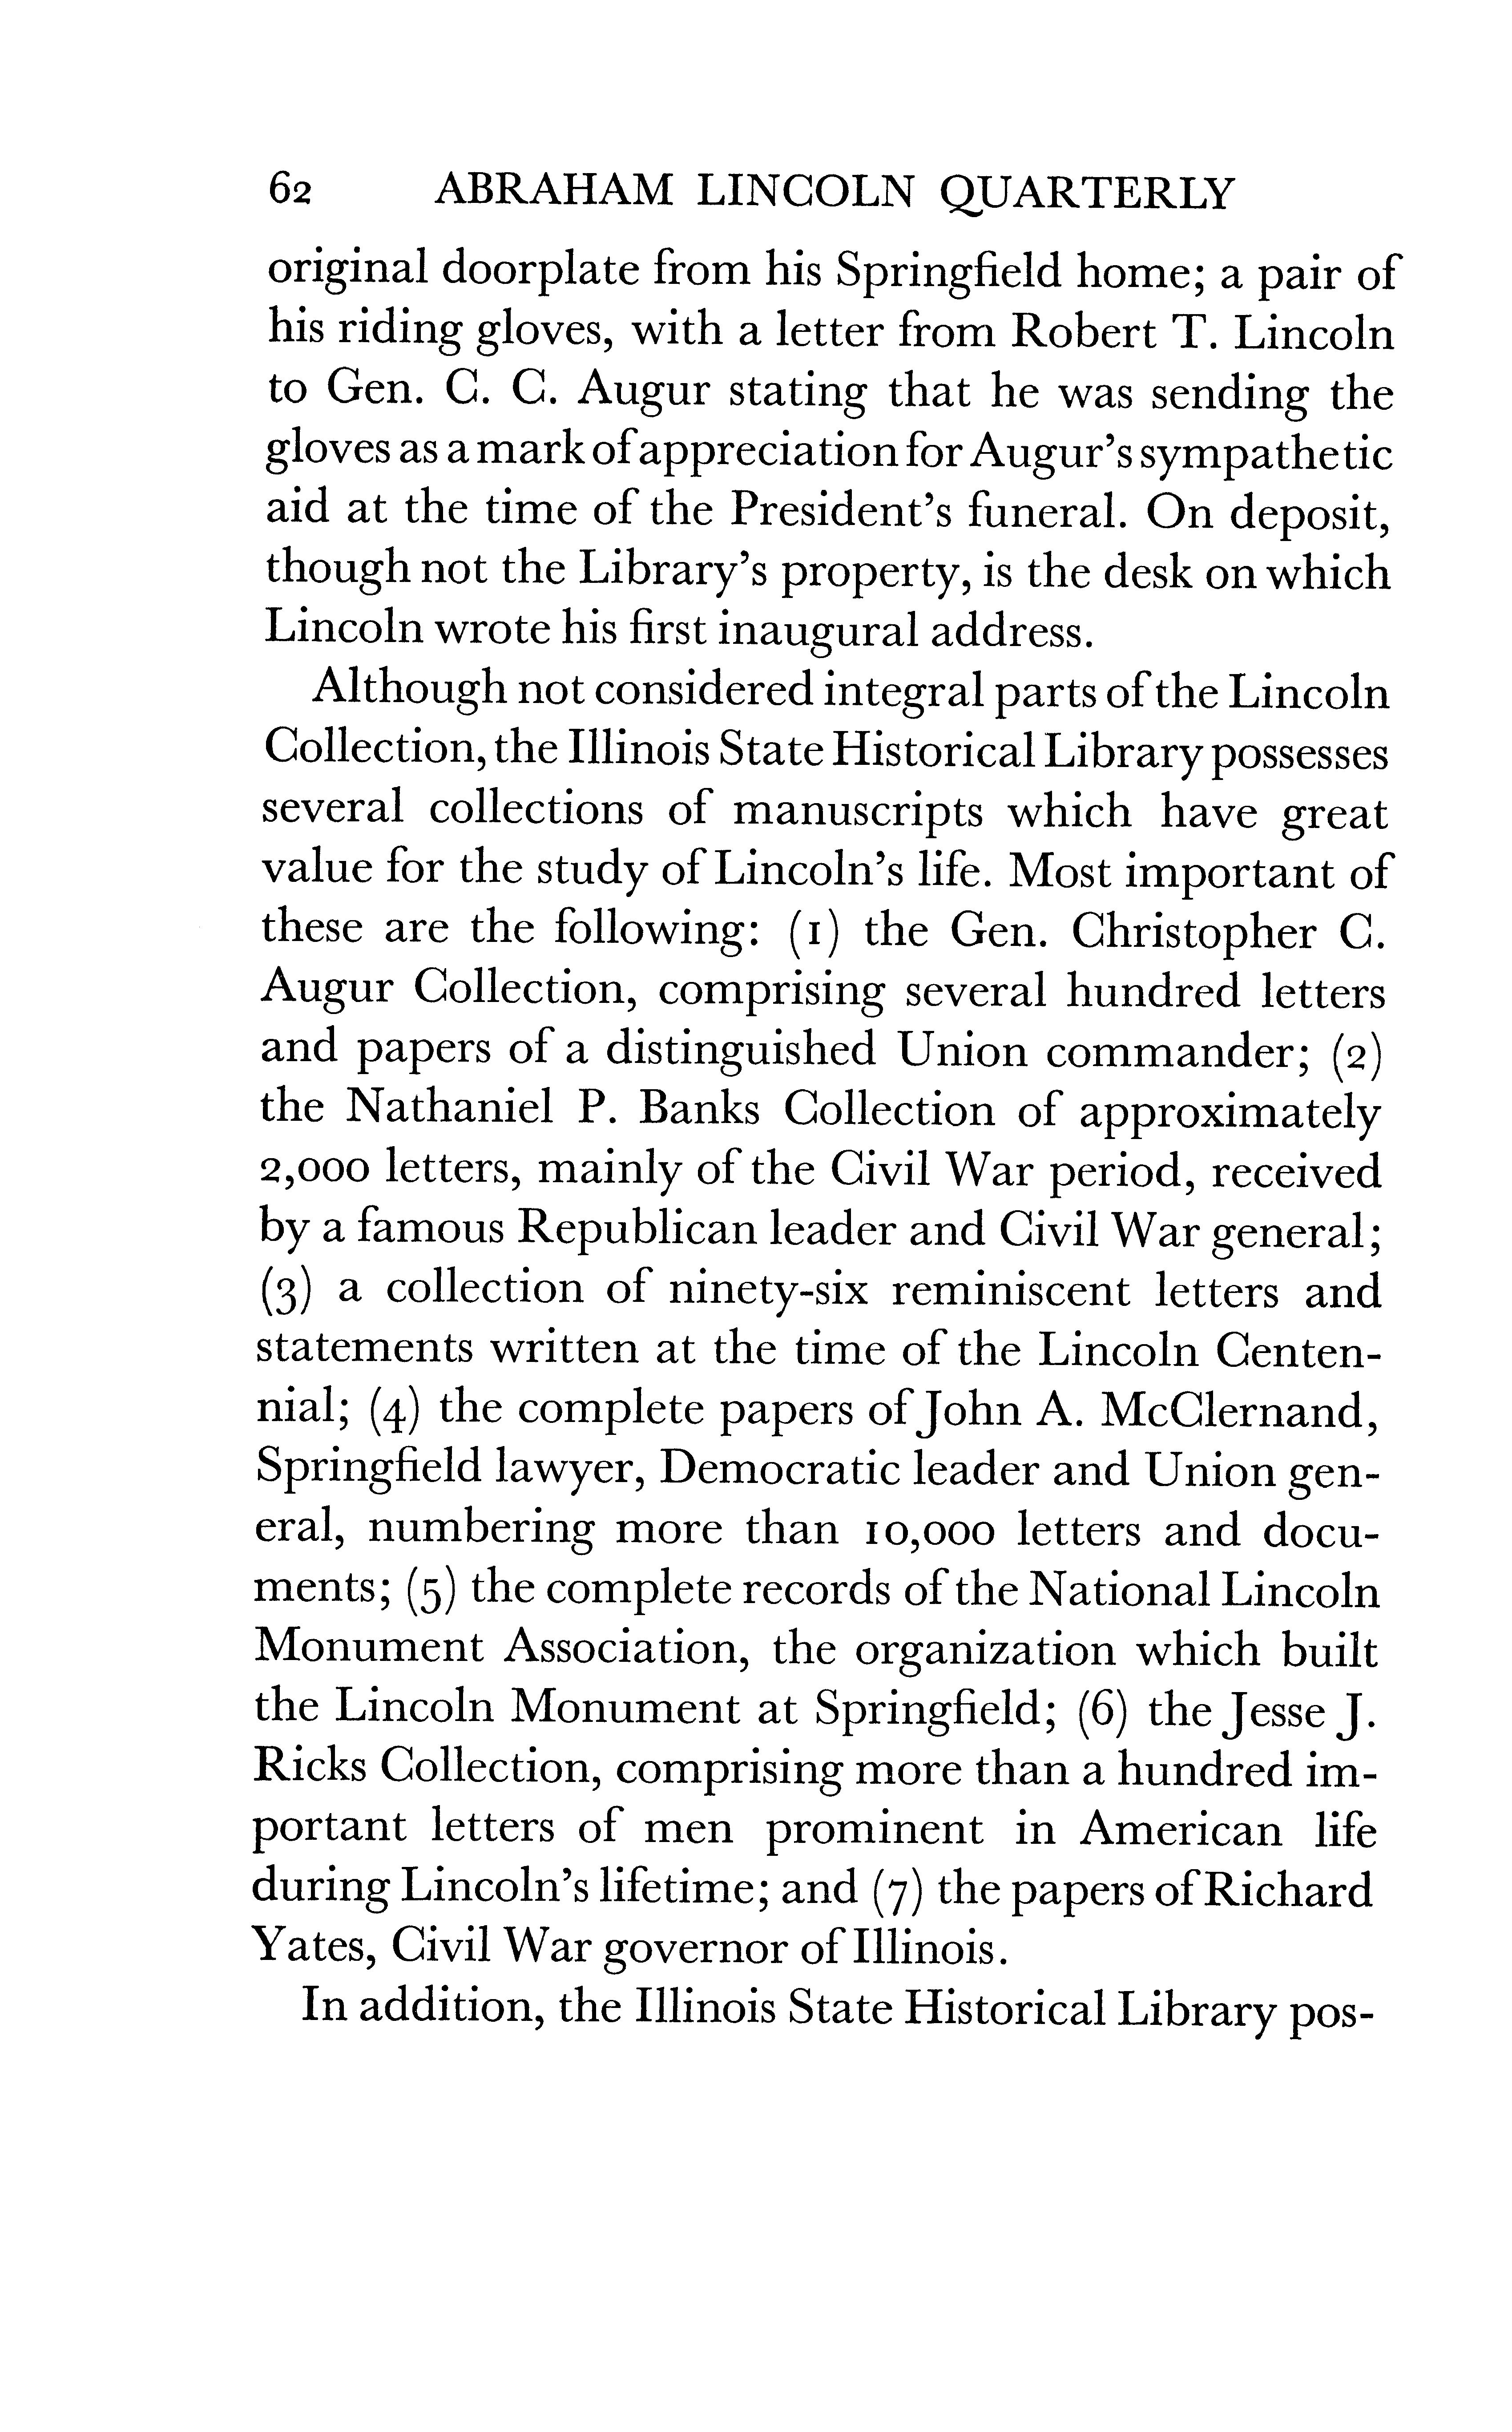 62 ABRAHAM LINCOLN QUARTERLY
original doorplate from his Springfield home; a pair of
his riding gloves, with a letter from Robert T. Lincoln
to Gen. C. C. Augur stating that he was sending the
gloves as a mark of appreciation for Augur’s sympathetic
aid at the time of the President’s funeral. On deposit,
though not the Library’s property, is the desk on which
Lincoln wrote his first inaugural address.
Although not considered integral parts of the Lincoln
Collection, the Illinois State Historical Library possesses
several collections of manuscripts which have great
value for the study of Lincoln’s life. Most important of
these are the following: (1) the Gen. Christopher C.
Augur Collection, comprising several hundred letters
and papers of a distinguished Union commander; (2)
the Nathaniel P. Banks Collection of approximately
2,000 letters, mainly of the Civil War period, received
by a famous Republican leader and Civil War general;
(3) a collection of ninety-six reminiscent letters and
statements written at the time of the Lincoln Centen-
nial; (4) the complete papers of John A. McClernand,
Springfield lawyer, Democratic leader and Union gen-
eral, numbering more than 10,000 letters and docu-
ments; (5) the complete records of the National Lincoln
Monument Association, the organization which built
the Lincoln Monument at Springfield; (6) the Jesse J.
Ricks Collection, comprising more than a hundred im-
portant letters of men prominent in American life
during Lincoln’s lifetime; and (7) the papers of Richard
Yates, Civil War governor of Illinois.
In addition, the Illinois State Historical Library pos-